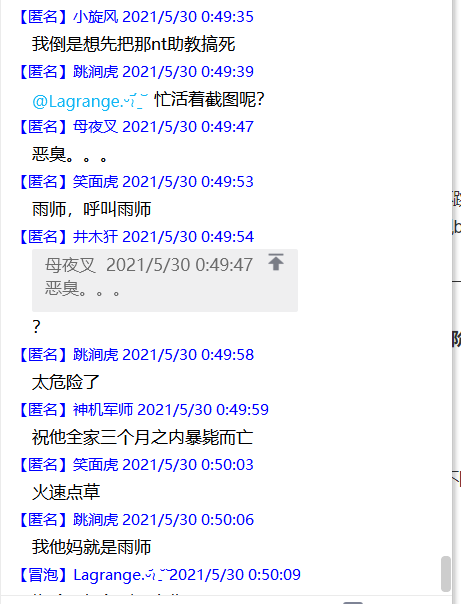 【匿名】小旋风 2021/5/30 0:49:35
我倒是想先把那nt助教搞死
【匿名】跳涧虎 2021/5/30 0:49:39
@Lagrange. 忙活着截图呢？
【匿名】母夜叉 2021/5/30 0:49:47
恶臭。。。
【匿名】笑面虎 2021/5/30 0:49:53
雨师，呼叫雨师
【匿名】井木犴 2021/5/30 0:49:54
母夜叉 2021/5/30 0:49:47
恶臭。。。
？
【匿名】跳涧虎 2021/5/30 0:49:58
太危险了
【匿名】神机军师 2021/5/30 0:49:59
祝他全家三个月之内暴毙而亡
【匿名】笑面虎 2021/5/30 0:50:03
火速点草
【匿名】跳涧虎 2021/5/30 0:50:06
我他妈就是雨师
【冒泡】Lagrange. 2021/5/30 0:50:09